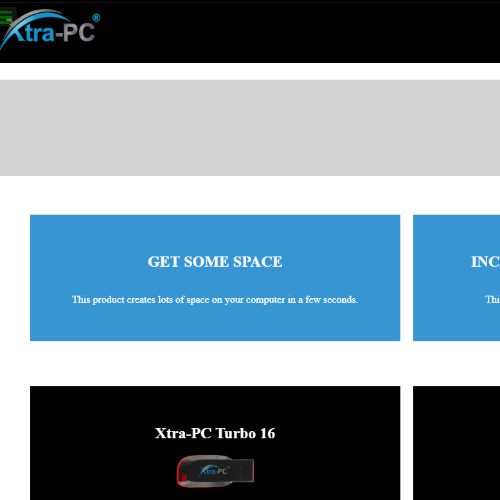 Xtra-PC®
GET SOME SPACE
INC
This product creates lots of space on your computer in a few seconds.
Thi
Xtra-PC Turbo 16
Xtra-PC